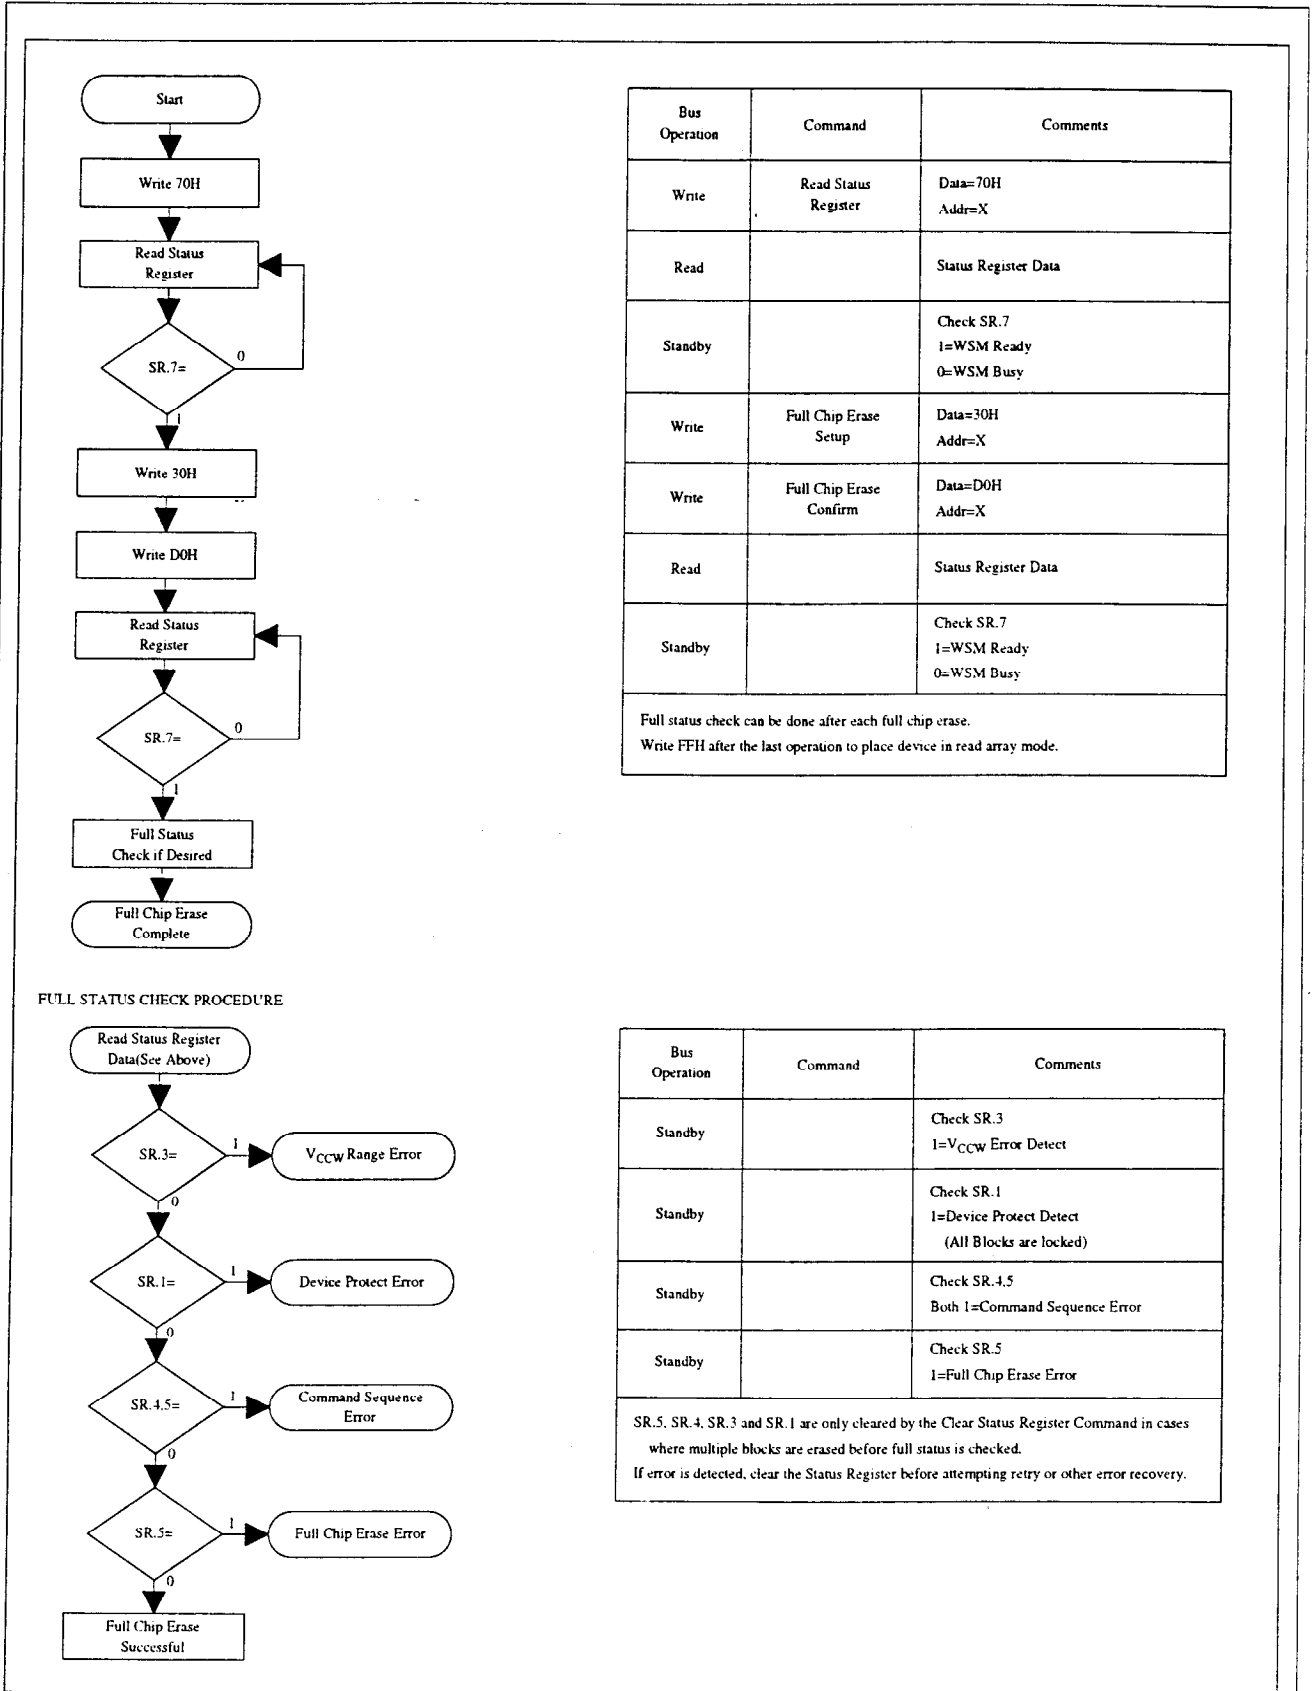 Start
Write 70H
Read Status
Register
SR.7=
0
1
Write 30H
Write D0H
Read Status
Register
SR.7=
0
1
Full Status
Check if Desired
Full Chip Erase
Complete
Bus
Operation
Command
Comments
Write
Read Status
Register
Data=70H
Addr=X
Read
Status Register Data
Standby
Check SR.7
1=WSM Ready
0=WSM Busy
Write
Full Chip Erase
Setup
Data=30H
Addr=X
Write
Full Chip Erase
Confirm
Data=D0H
Addr=X
Read
Status Register Data
Standby
Check SR.7
1=WSM Ready
0=WSM Busy
Full status check can be done after each full chip erase.
Write FFH after the last operation to place device in read array mode.
FULL STATUS CHECK PROCEDURE
Read Status Register
Data(See Above)
SR.3=
1
VCCW Range Error
0
SR.1=
1
Device Protect Error
0
SR.4,5=
1
Command Sequence
Error
0
SR.5=
1
Full Chip Erase Error
0
Full Chip Erase
Successful
Bus
Operation
Command
Comments
Standby
Check SR.3
1=VCCW Error Detect
Standby
Check SR.1
1=Device Protect Detect
(All Blocks are locked)
Standby
Check SR.4,5
Both 1=Command Sequence Error
Standby
Check SR.5
1=Full Chip Erase Error
SR.5, SR.4, SR.3 and SR.1 are only cleared by the Clear Status Register Command in cases
where multiple blocks are erased before full status is checked.
If error is detected, clear the Status Register before attempting retry or other error recovery.